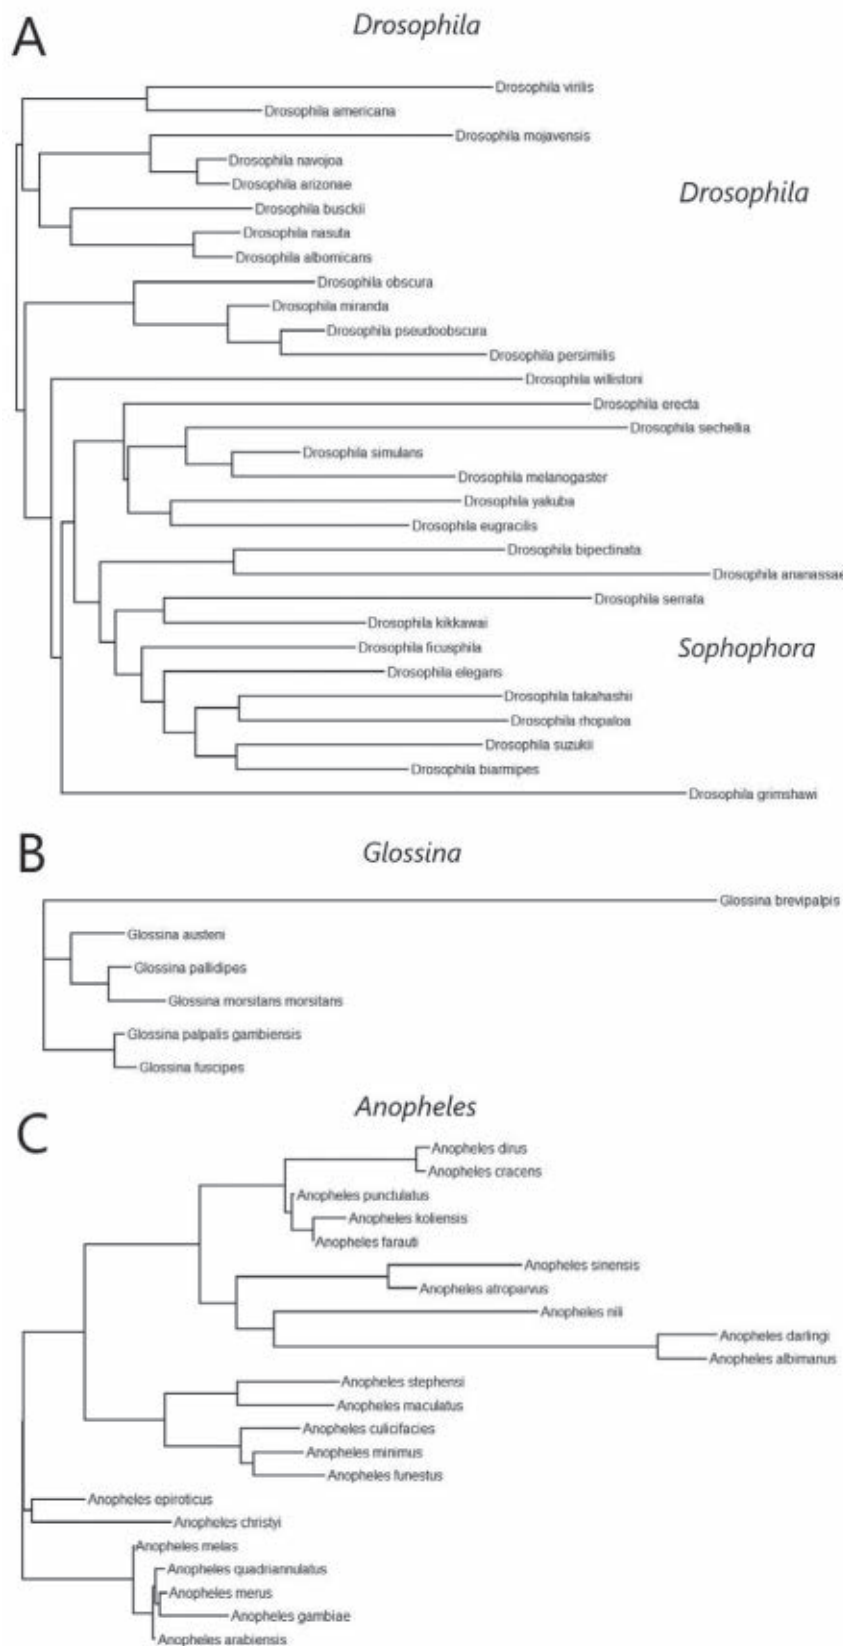 A
Drosophila
Drosophila virilis
Drosophila americana
Drosophila mojavensis
Drosophila navojoa
Drosophila arizonae
Drosophila
Drosophila busckii
Drosophila nasuta
Drosophila albomicans
Drosophila obscura
Drosophila miranda
Drosophila pseudoobscura
Drosophila persimilis
Drosophila willistoni
Drosophila erecta
Drosophila sechellia
Drosophila simulans
Drosophila melanogaster
Drosophila yakuba
Drosophila eugracilis
Drosophila bipectinata
Drosophila ananassae
Drosophila serrata
Drosophila kikkawai
Drosophila ficusphila
Sophophora
Drosophila elegans
Drosophila takahashii
Drosophila rhopaloa
Drosophila suzukii
Drosophila biarmipes
Drosophila grimshawi
B
Glossina
Glossina brevipalpis
Glossina austeni
Glossina pallidipes
Glossina morsitans morsitans
Glossina palpalis gambiensis
Glossina fuscipes
C
Anopheles
Anopheles dirus
Anopheles cracens
Anopheles punctulatus
Anopheles koliensis
Anopheles farauti
Anopheles sinensis
Anopheles atroparvus
Anopheles nili
Anopheles darlingi
Anopheles albimanus
Anopheles stephensi
Anopheles maculatus
Anopheles culicifacies
Anopheles minimus
Anopheles funestus
Anopheles epiroticus
Anopheles christyi
Anopheles melas
Anopheles quadriannulatus
Anopheles merus
Anopheles gambiae
Anopheles arabiensis